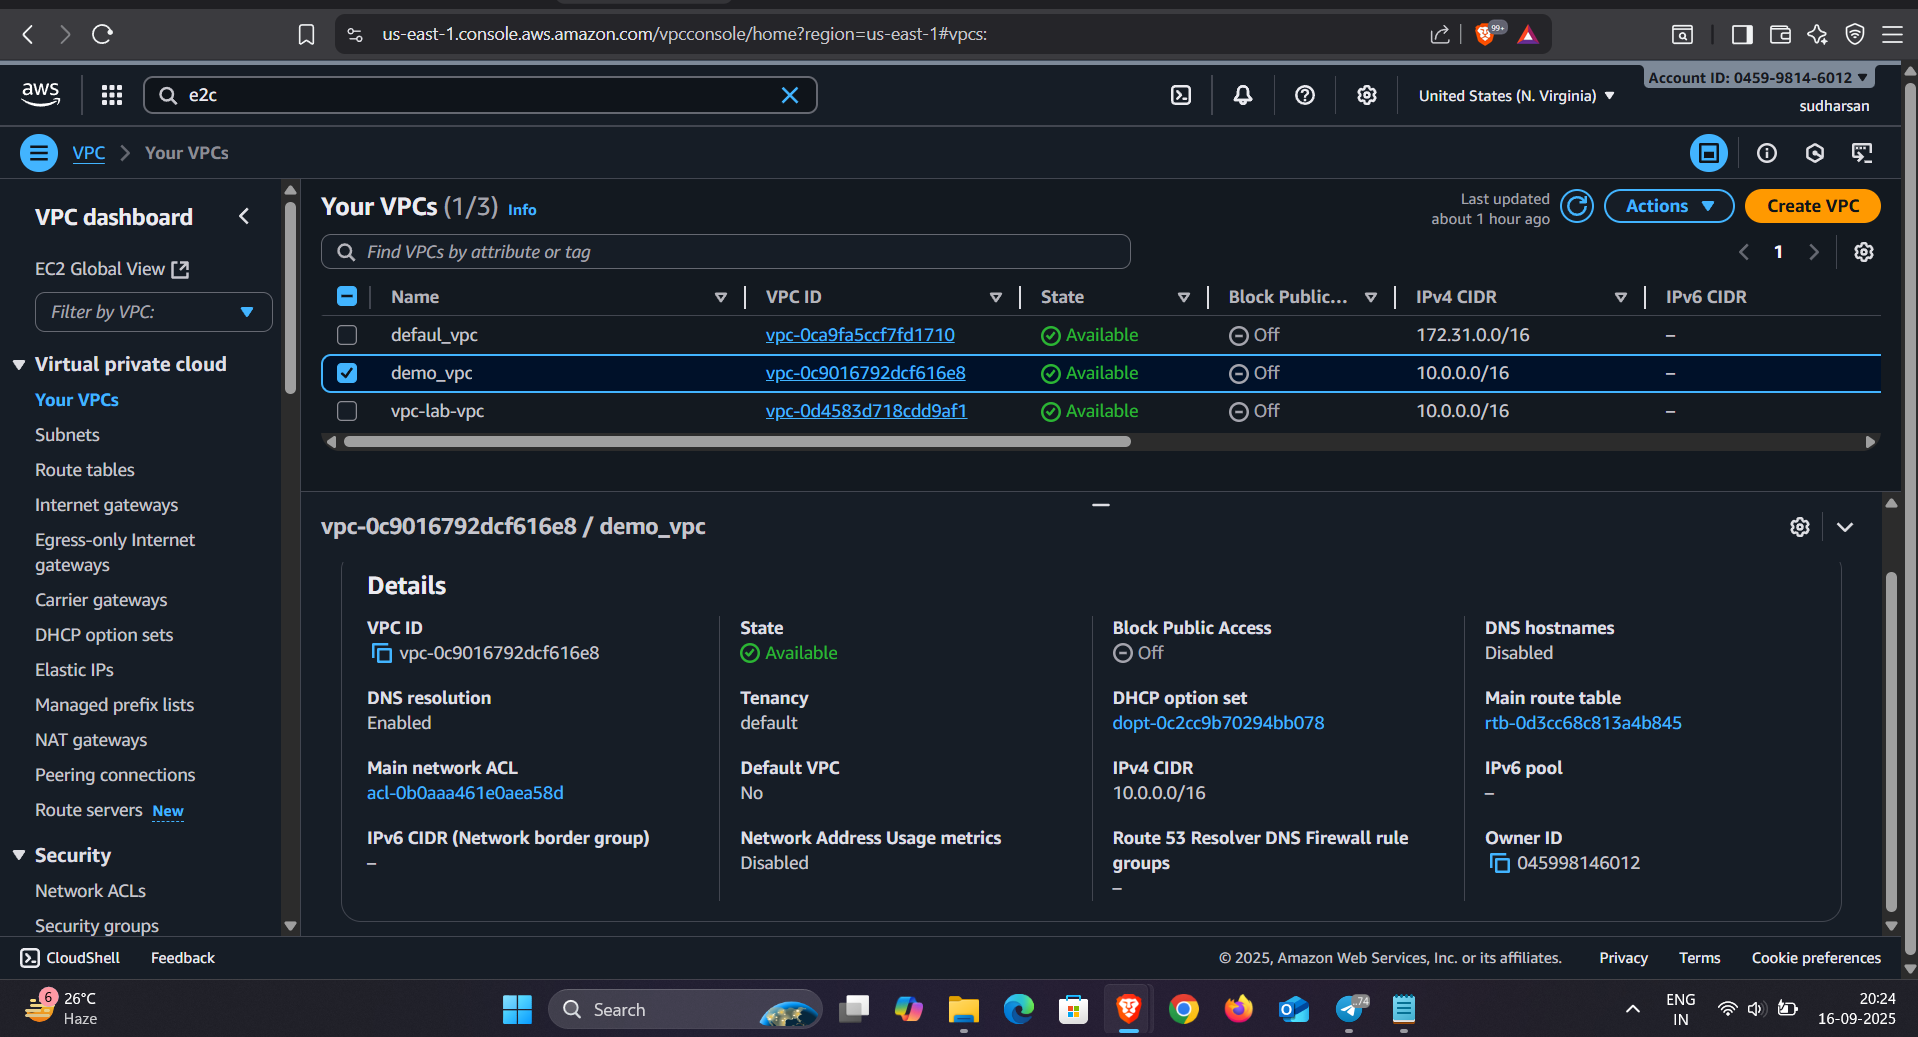 us-east-1.console.aws.amazon.com/vpcconsole/home?region=us-east-1#vpcs:
99+
aws
e2c
United States (N. Virginia)
Account ID: 0459-9814-6012
sudharsan
VPC
Your VPCs
VPC dashboard
EC2 Global View
Filter by VPC:
Virtual private cloud
Your VPCs
Subnets
Route tables
Internet gateways
Egress-only Internet
gateways
Carrier gateways
DHCP option sets
Elastic IPs
Managed prefix lists
NAT gateways
Peering connections
Route servers New
Security
Network ACLs
Security groups
Your VPCs (1/3) Info
Last updated
about 1 hour ago
Actions
Create VPC
Find VPCs by attribute or tag
1
Name VPC ID State Block Public... IPv4 CIDR IPv6 CIDR
defaul_vpc vpc-0ca9fa5ccf7fd1710 Available Off 172.31.0.0/16 –
demo_vpc vpc-0c9016792dcf616e8 Available Off 10.0.0.0/16 –
vpc-lab-vpc vpc-0d4583d718cdd9af1 Available Off 10.0.0.0/16 –
vpc-0c9016792dcf616e8 / demo_vpc
Details
VPC ID
vpc-0c9016792dcf616e8
State
Available
Block Public Access
Off
DNS hostnames
Disabled
DNS resolution
Enabled
Tenancy
default
DHCP option set
dopt-0c2cc9b70294bb078
Main route table
rtb-0d3cc68c813a4b845
Main network ACL
acl-0b0aaa461e0aea58d
Default VPC
No
IPv4 CIDR
10.0.0.0/16
IPv6 pool
–
IPv6 CIDR (Network border group)
–
Network Address Usage metrics
Disabled
Route 53 Resolver DNS Firewall rule
groups
–
Owner ID
045998146012
CloudShell Feedback
© 2025, Amazon Web Services, Inc. or its affiliates. Privacy Terms Cookie preferences
6
26°C
Haze
Search
74
ENG
IN
20:24
16-09-2025